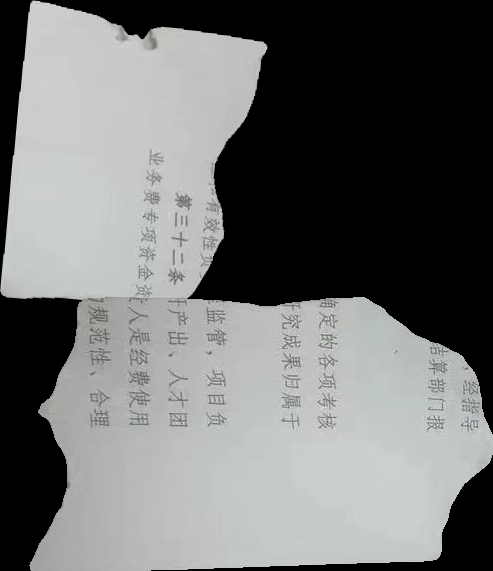 有效性
第三十二条
业务费专项资金资
经指导
结算部门报
确定的各项考核
研究成果归属于
监管，项目负
产出、人才团
人是经费使用
规范性、合理